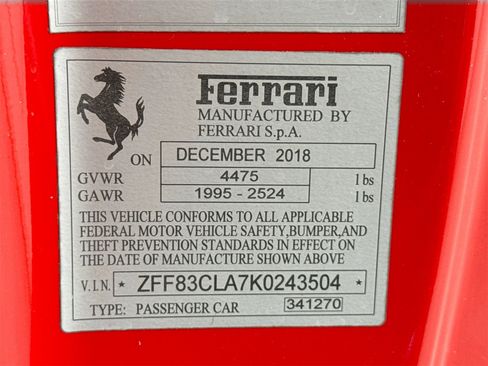 Ferrari
MANUFACTURED BY
FERRARI S.p.A.
ON DECEMBER 2018
GVWR 4475 lbs
GAWR 1995 - 2524 lbs
THIS VEHICLE CONFORMS TO ALL APPLICABLE
FEDERAL MOTOR VEHICLE SAFETY,BUMPER,AND
THEFT PREVENTION STANDARDS IN EFFECT ON
THE DATE OF MANUFACTURE SHOWN ABOVE
V.I.N. * ZFF83CLA7K0243504 *
TYPE: PASSENGER CAR 341270